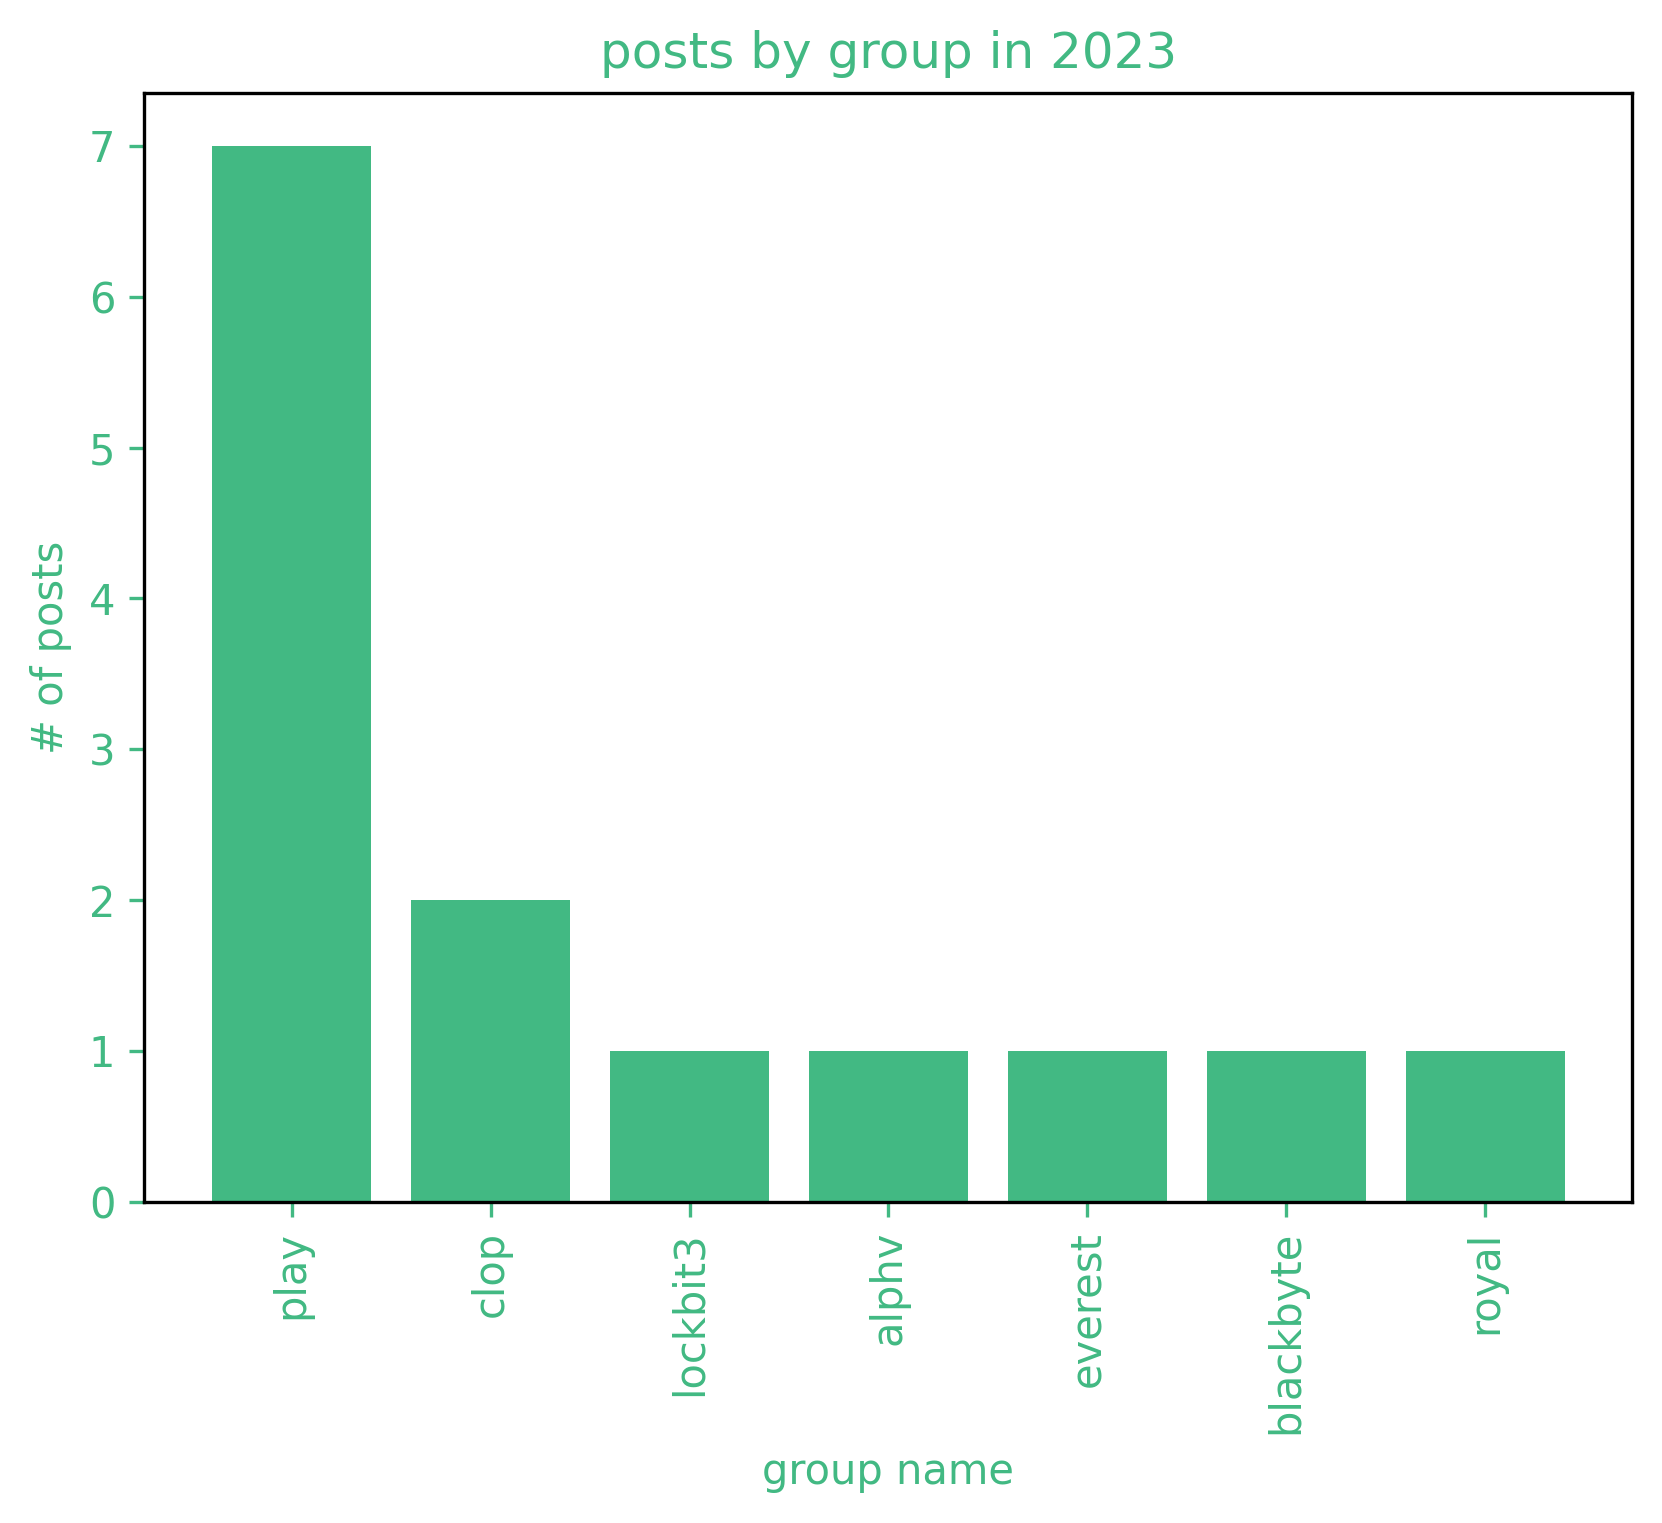 posts by group in 2023
# of posts
7
6
5
4
3
2
1
0
play
clop
lockbit3
alphv
everest
blackbyte
royal
group name